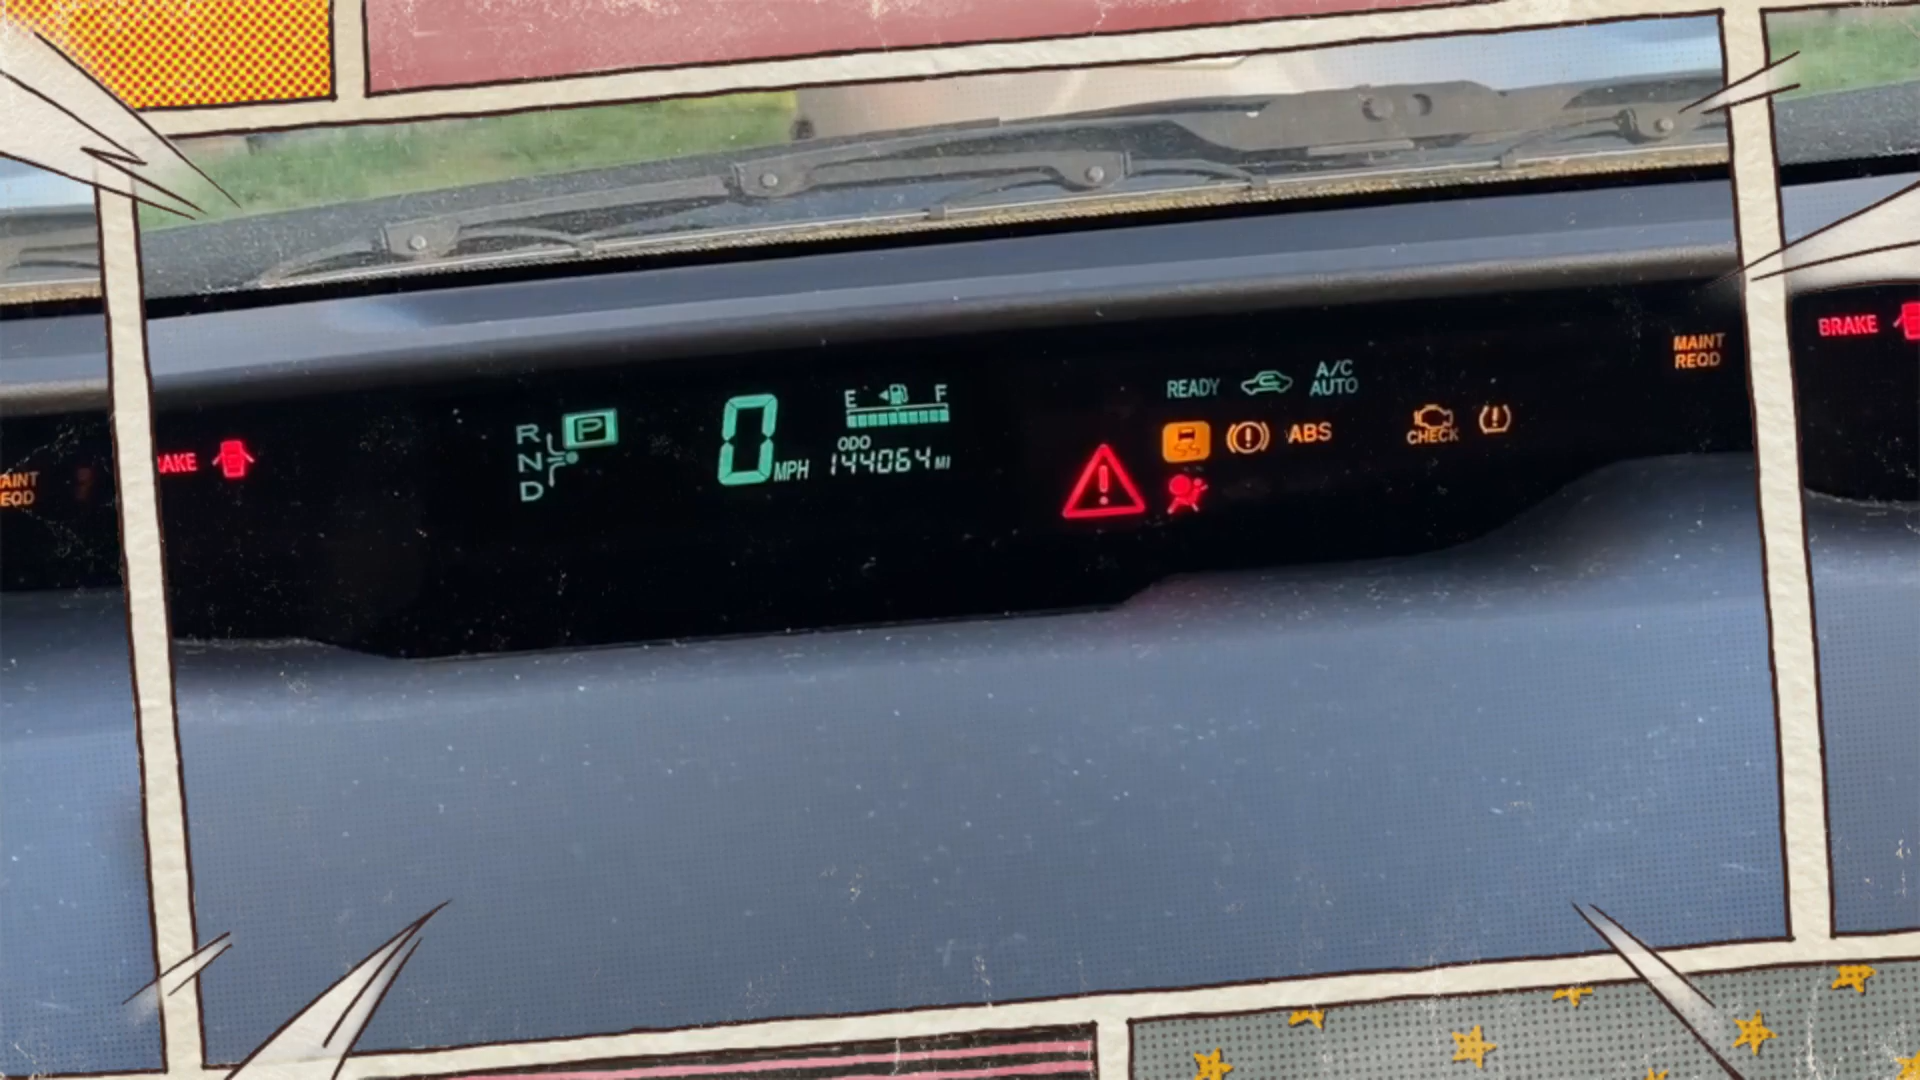 READY
A/C
AUTO
MAINT
REQD
BRAKE
R
P
N
D
0 MPH
E F
ODO
144064 MI
ABS
CHECK
AKE
AINT
EQD